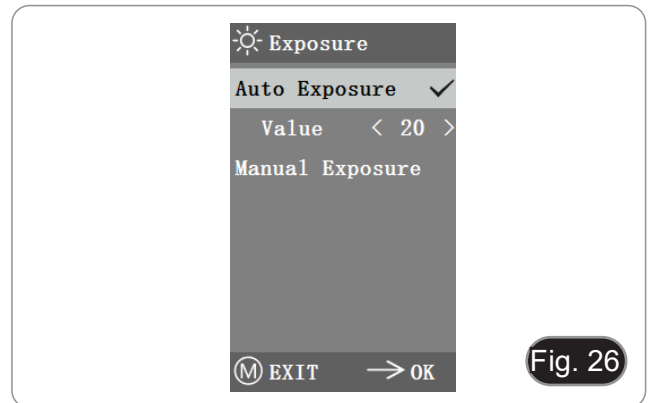 Exposure
Auto Exposure ✓
Value < 20 >
Manual Exposure
Ⓜ EXIT → OK
Fig. 26